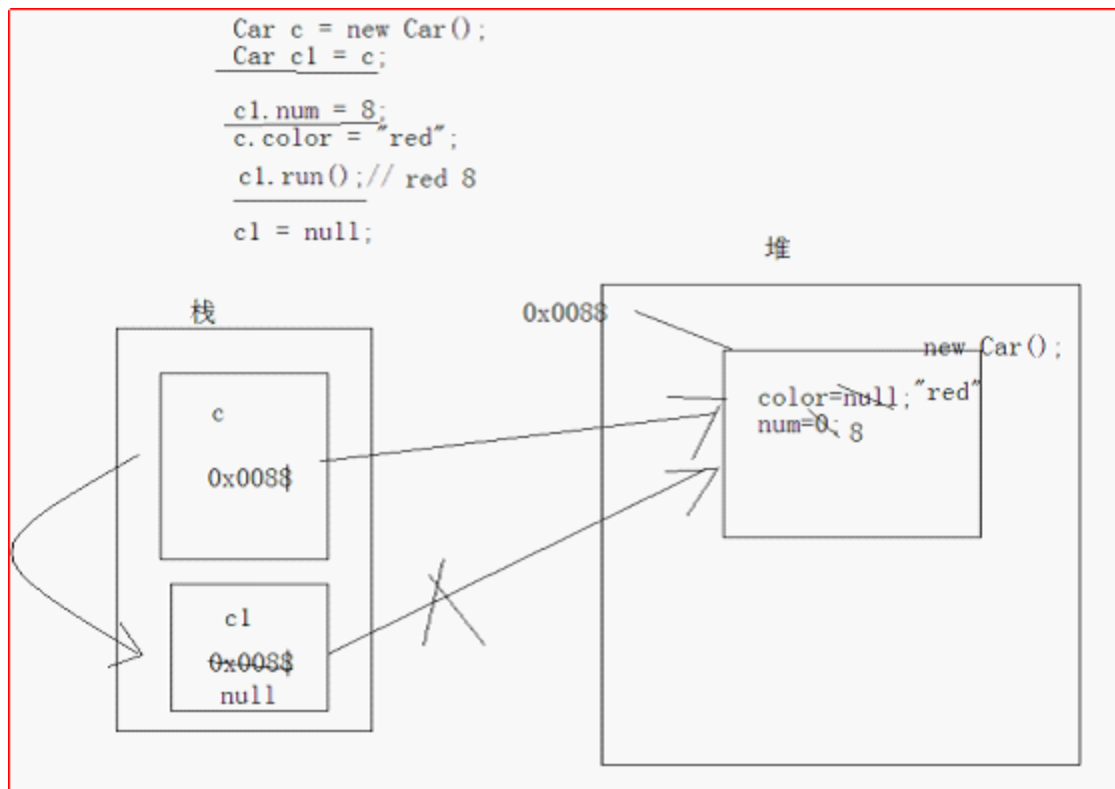 Car c = new Car();
Car c1 = c;
c1.num = 8;
c.color = "red";
c1.run();// red 8
c1 = null;
堆
栈
0x0088
new Car();
color=null;"red"
num=0; 8
c
0x0088
c1
0x0088
null